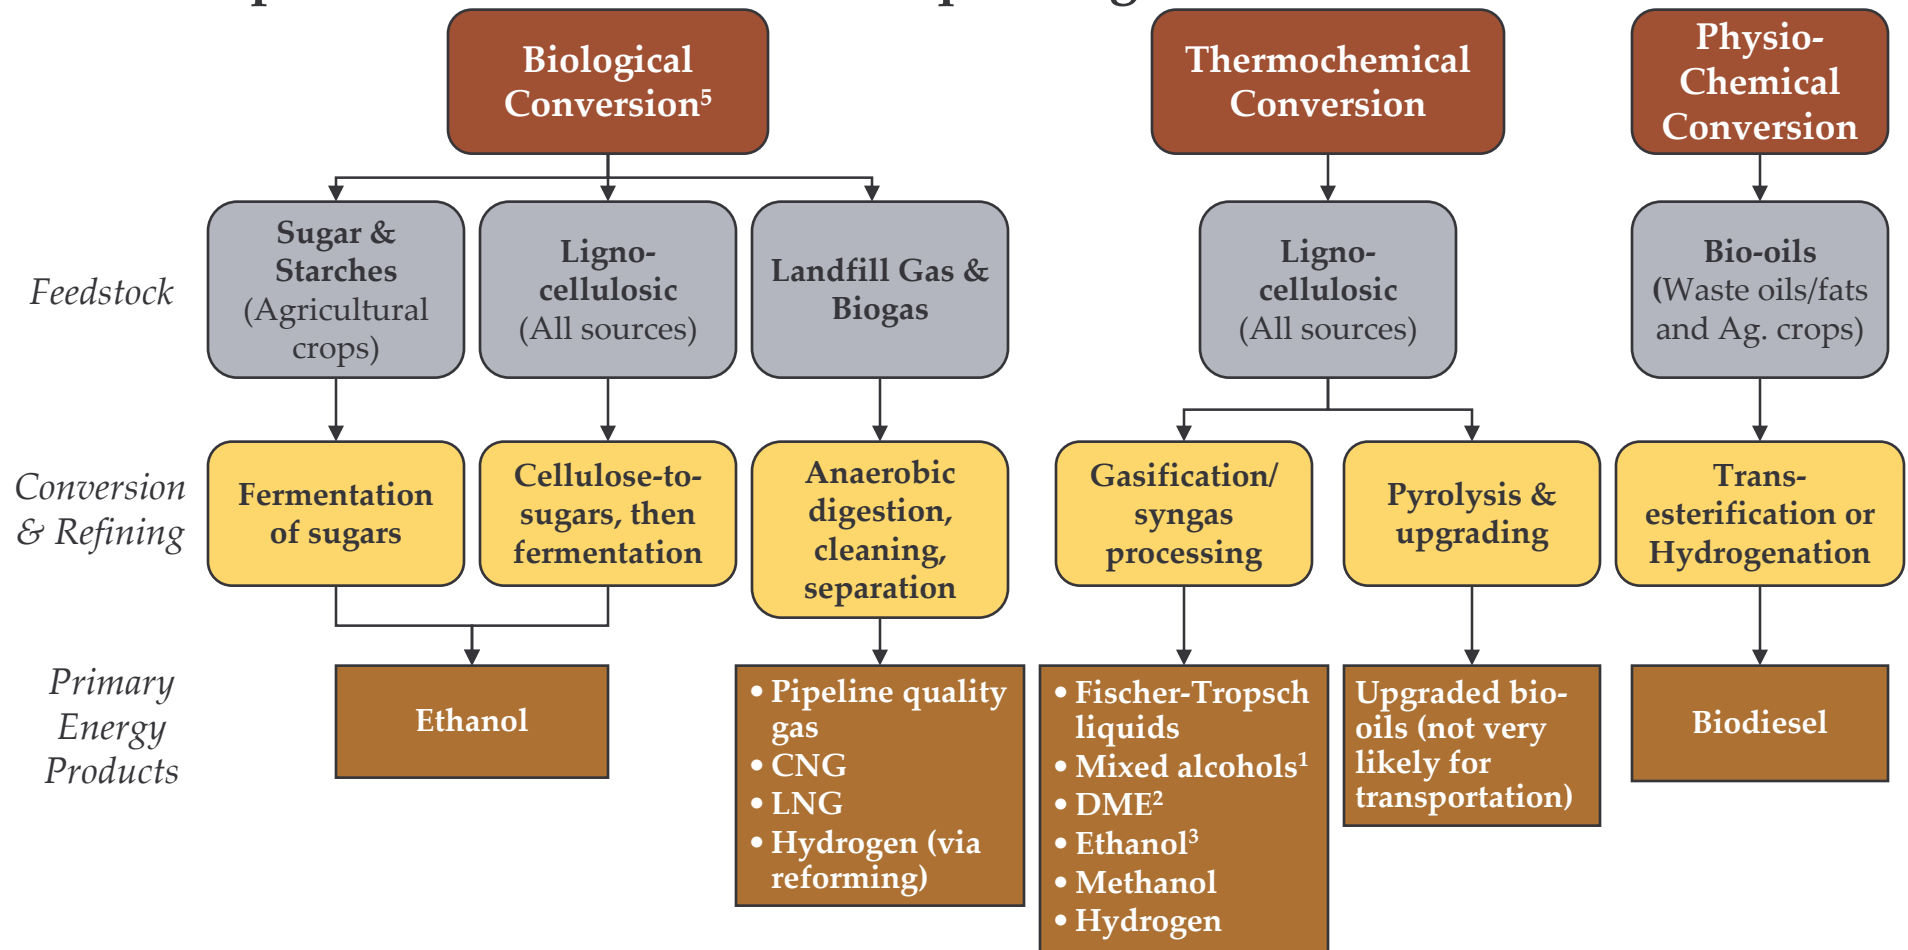 Biological
Conversion⁵
Thermochemical
Conversion
Physio-
Chemical
Conversion
Feedstock
Sugar &
Starches
(Agricultural
crops)
Ligno-
cellulosic
(All sources)
Landfill Gas &
Biogas
Ligno-
cellulosic
(All sources)
Bio-oils
(Waste oils/fats
and Ag. crops)
Conversion
& Refining
Fermentation
of sugars
Cellulose-to-
sugars, then
fermentation
Anaerobic
digestion,
cleaning,
separation
Gasification/
syngas
processing
Pyrolysis &
upgrading
Trans-
esterification or
Hydrogenation
Primary
Energy
Products
Ethanol
• Pipeline quality
gas
• CNG
• LNG
• Hydrogen (via
reforming)
• Fischer-Tropsch
liquids
• Mixed alcohols¹
• DME²
• Ethanol³
• Methanol
• Hydrogen
Upgraded bio-
oils (not very
likely for
transportation)
Biodiesel